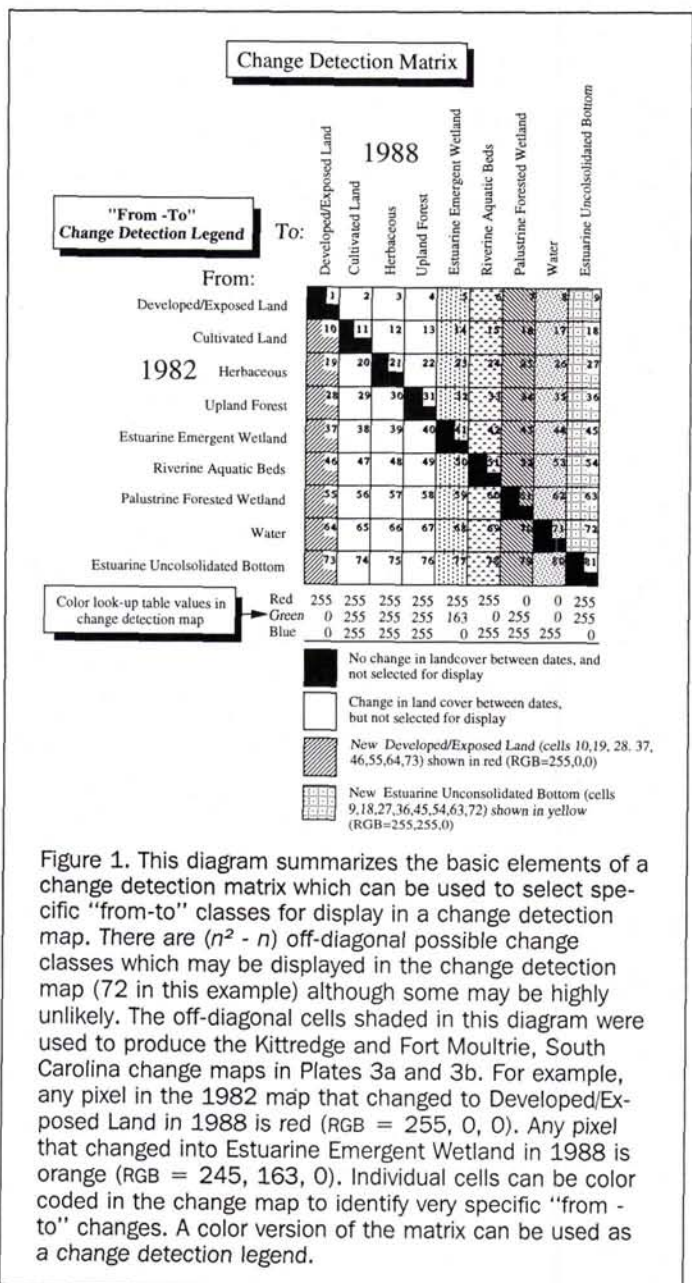 Change Detection Matrix
1988
"From -To"
Change Detection Legend
To:
Developed/Exposed Land
Cultivated Land
Herbaceous
Upland Forest
Estuarine Emergent Wetland
Riverine Aquatic Beds
Palustrine Forested Wetland
Water
Estuarine Uncolsolidated Bottom
From:
1982
Developed/Exposed Land 1 2 3 4 5 6 7 8 9
Cultivated Land 10 11 12 13 14 15 16 17 18
Herbaceous 19 20 21 22 23 24 25 26 27
Upland Forest 28 29 30 31 32 33 34 35 36
Estuarine Emergent Wetland 37 38 39 40 41 42 43 44 45
Riverine Aquatic Beds 46 47 48 49 50 51 52 53 54
Palustrine Forested Wetland 55 56 57 58 59 60 61 62 63
Water 64 65 66 67 68 69 70 71 72
Estuarine Uncolsolidated Bottom 73 74 75 76 77 78 79 80 81
Color look-up table values in
change detection map
Red 255 255 255 255 255 255 0 0 255
Green 0 255 255 255 163 0 255 0 255
Blue 0 255 255 255 0 255 255 255 0
No change in landcover between dates, and
not selected for display
Change in land cover between dates,
but not selected for display
New Developed/Exposed Land (cells 10,19, 28. 37,
46,55,64,73) shown in red (RGB=255,0,0)
New Estuarine Unconsolidated Bottom (cells
9,18,27,36,45,54,63,72) shown in yellow
(RGB=255,255,0)
Figure 1. This diagram summarizes the basic elements of a
change detection matrix which can be used to select spe-
cific "from-to" classes for display in a change detection
map. There are (n² - n) off-diagonal possible change
classes which may be displayed in the change detection
map (72 in this example) although some may be highly
unlikely. The off-diagonal cells shaded in this diagram were
used to produce the Kittredge and Fort Moultrie, South
Carolina change maps in Plates 3a and 3b. For example,
any pixel in the 1982 map that changed to Developed/Ex-
posed Land in 1988 is red (RGB = 255, 0, 0). Any pixel
that changed into Estuarine Emergent Wetland in 1988 is
orange (RGB = 245, 163, 0). Individual cells can be color
coded in the change map to identify very specific "from -
to" changes. A color version of the matrix can be used as
a change detection legend.